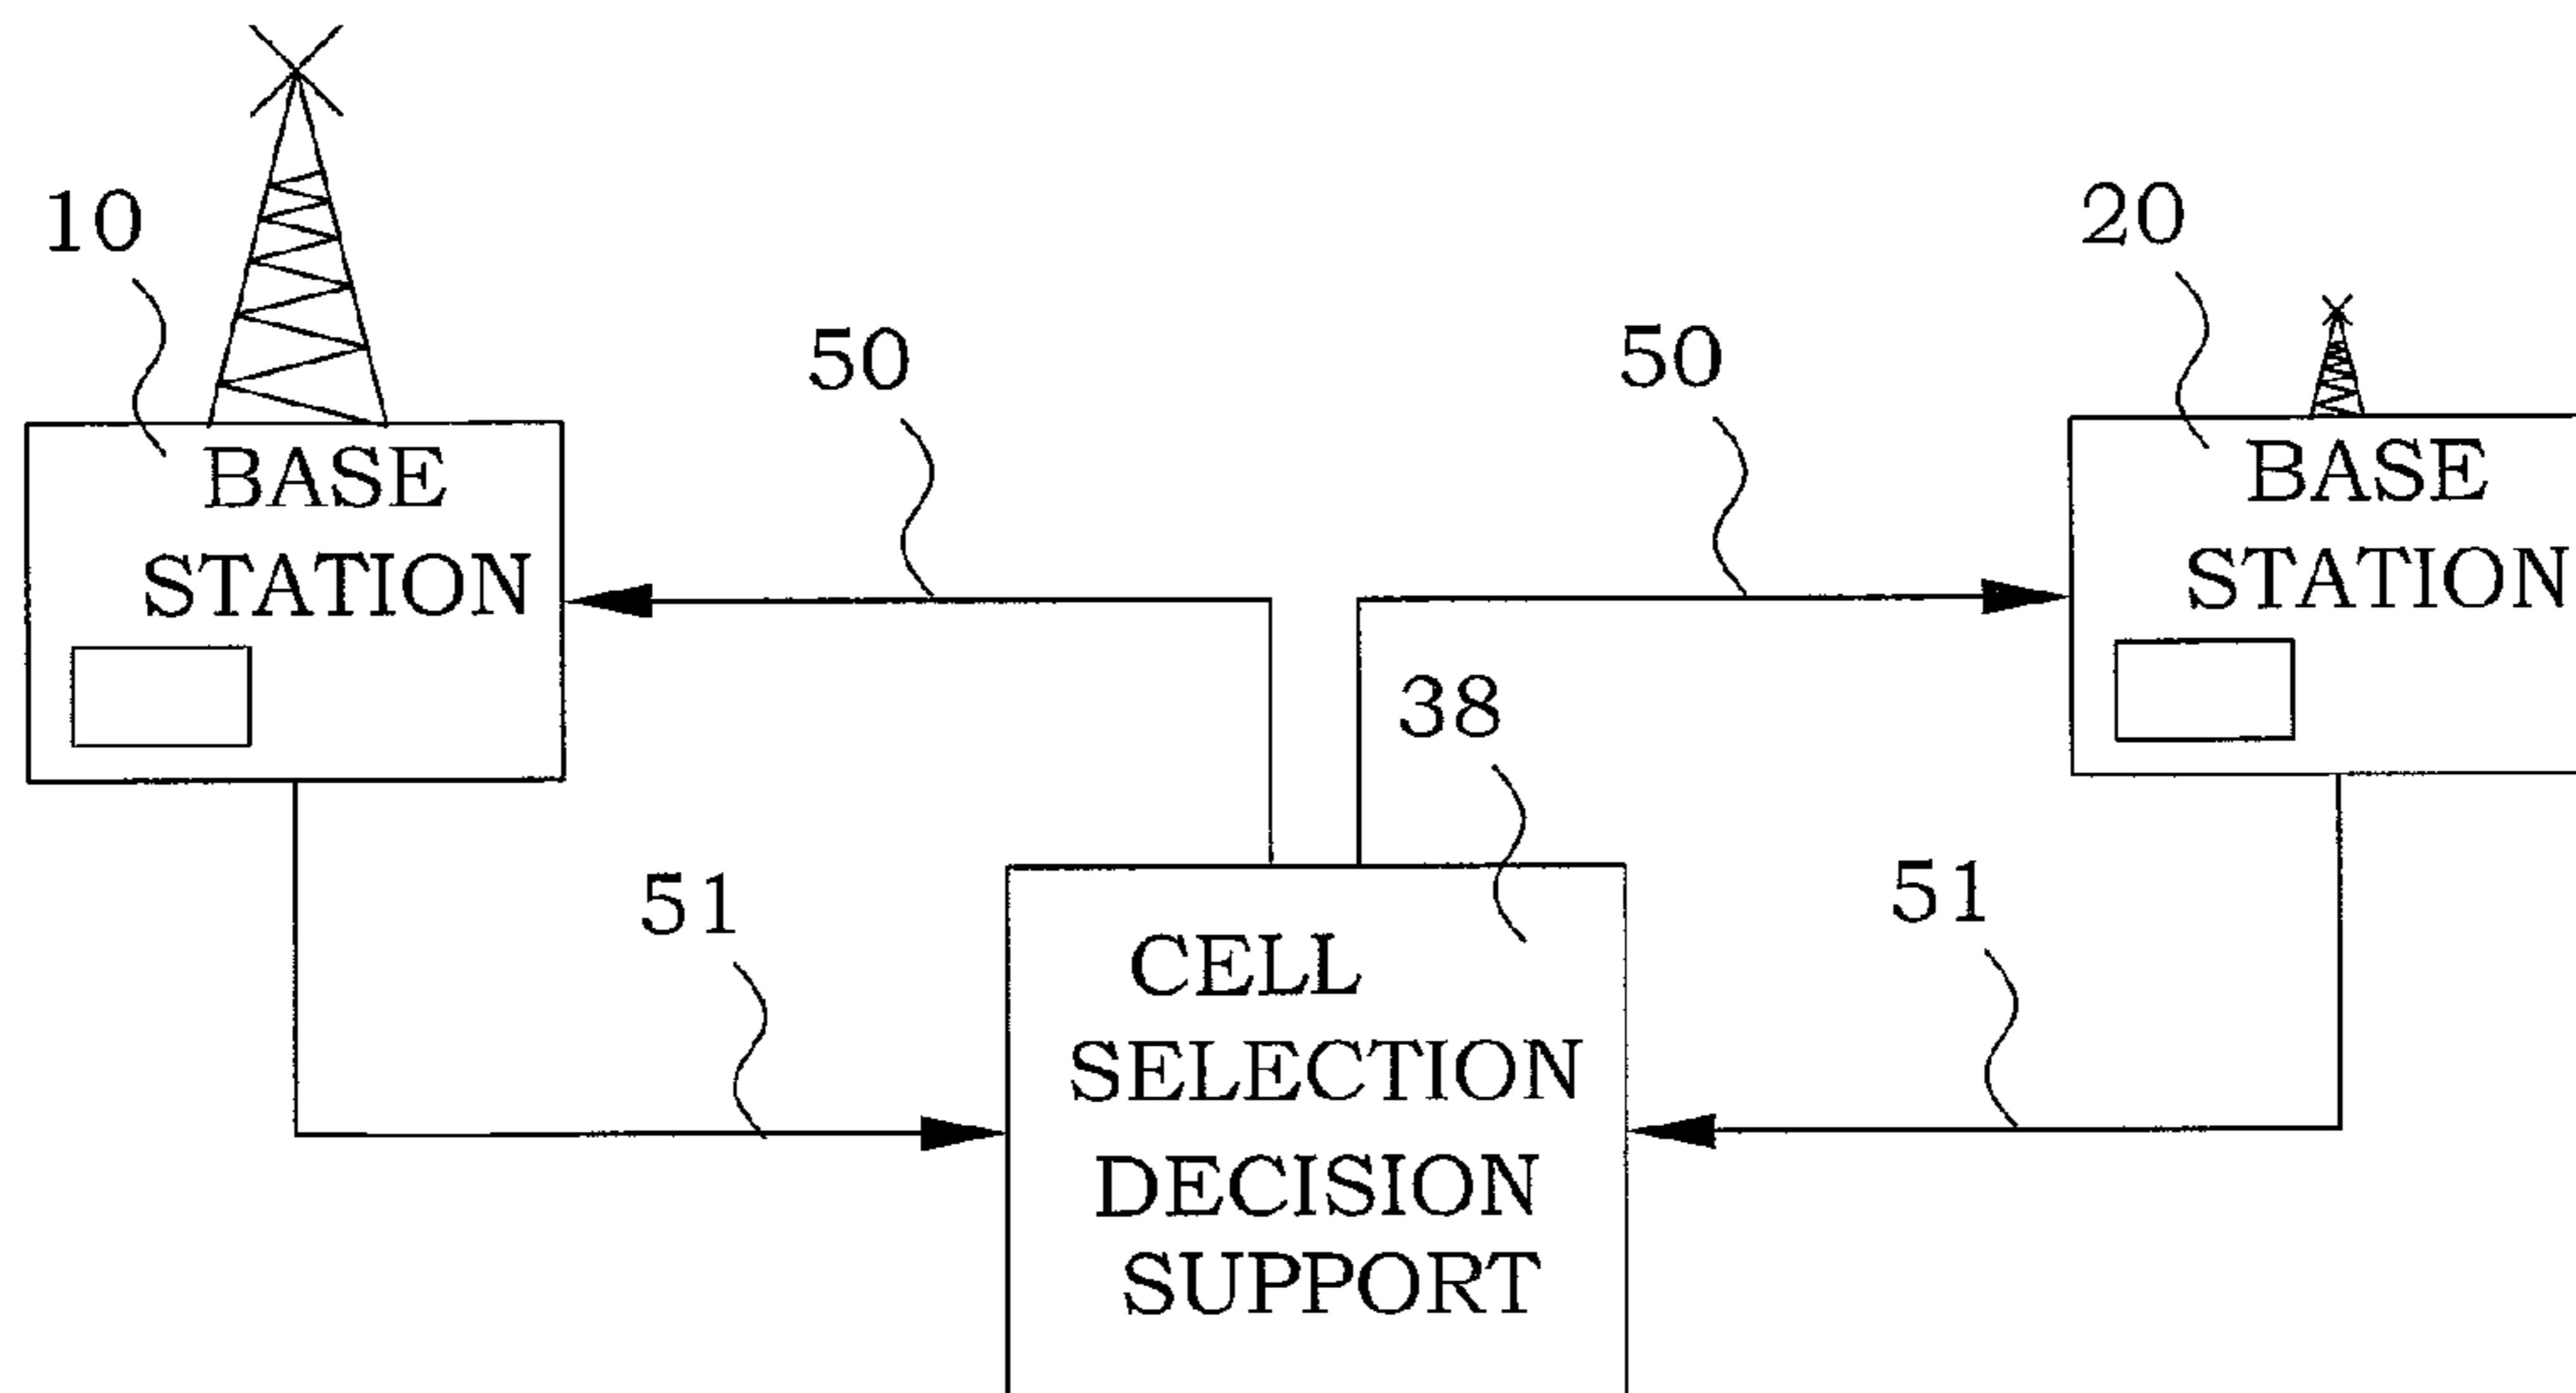 10
20
50
50
BASE
STATION
BASE
STATION
38
51
51
CELL
SELECTION
DECISION
SUPPORT